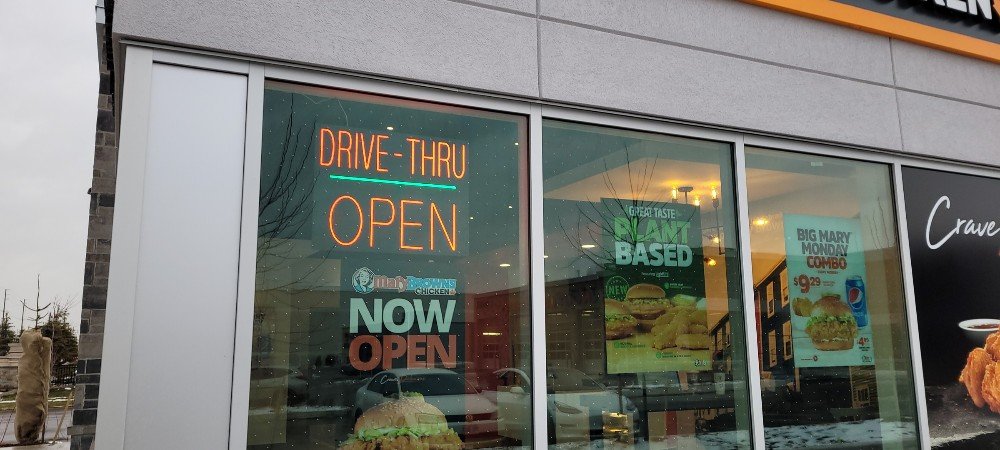 DRIVE-THRU
OPEN
Mary BROWN'S
CHICKEN
NOW
OPEN
GREAT TASTE
PLANT
BASED
NEW
BIG MARY
MONDAY
COMBO
$9.29
Crave